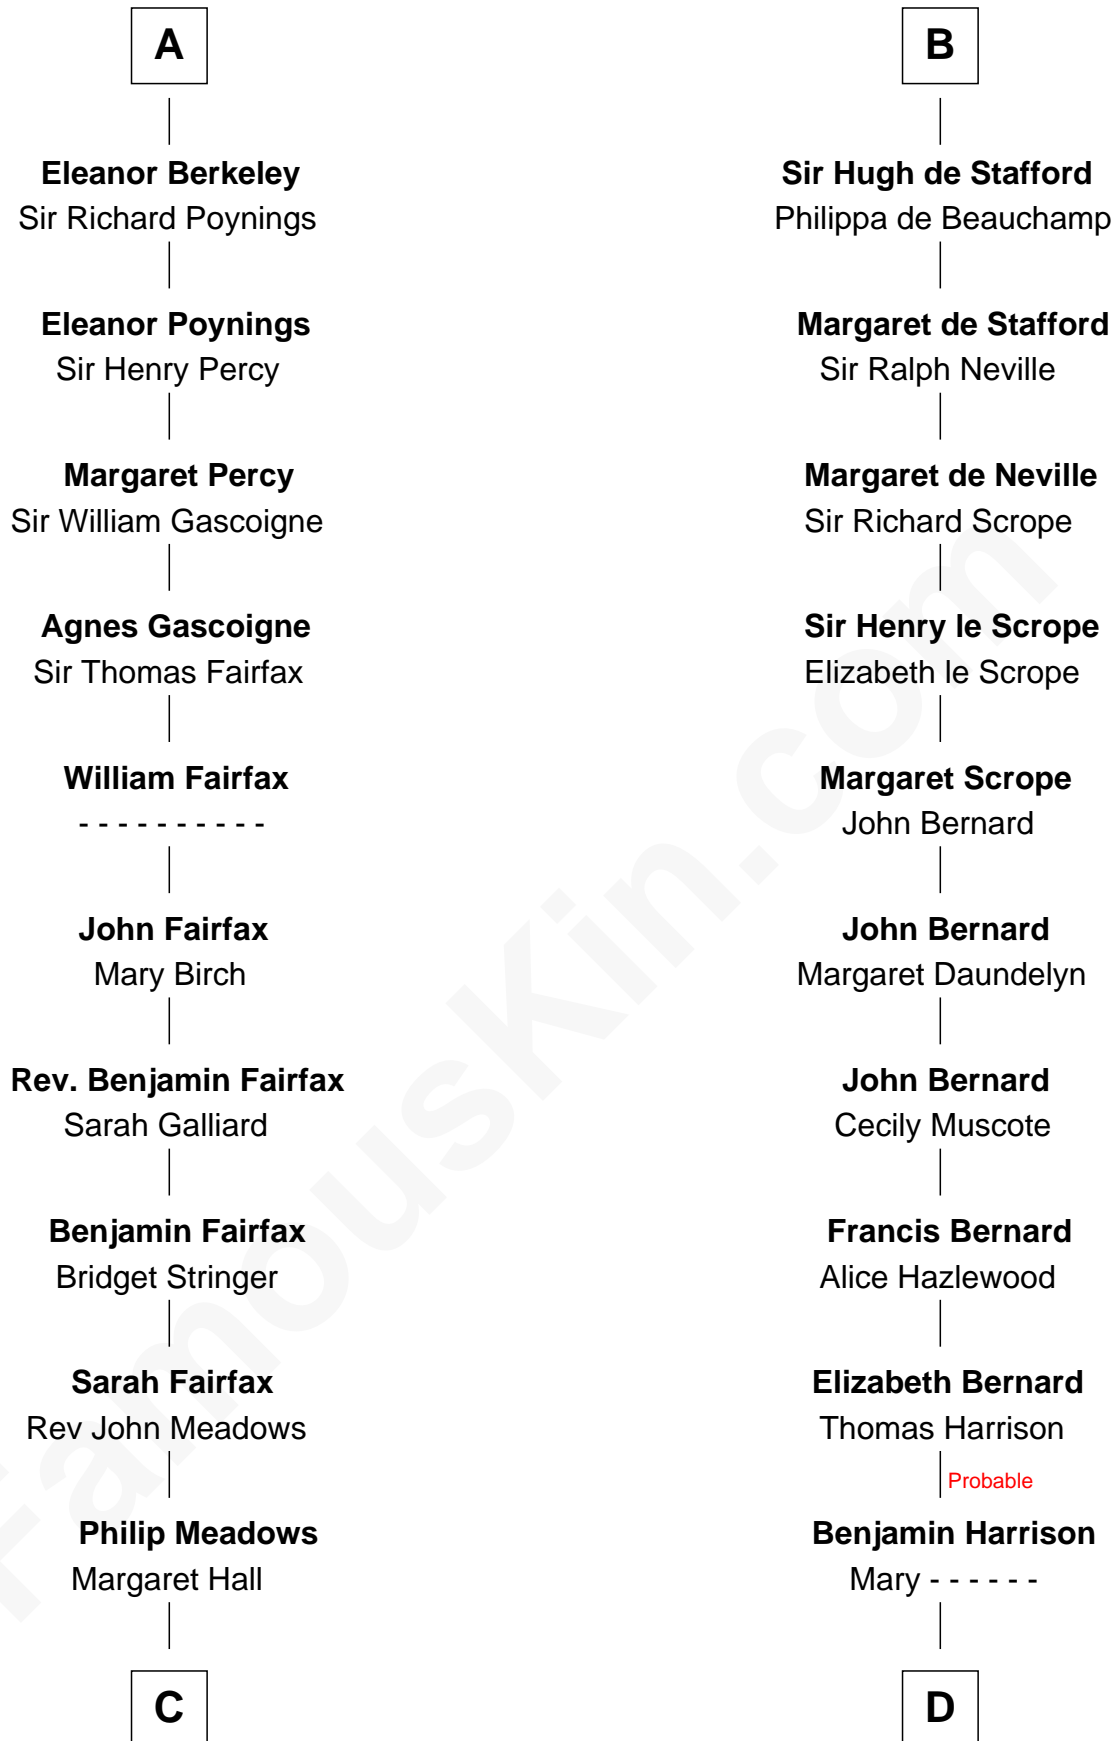 A
Eleanor Berkeley
Sir Richard Poynings
Eleanor Poynings
Sir Henry Percy
Margaret Percy
Sir William Gascoigne
Agnes Gascoigne
Sir Thomas Fairfax
William Fairfax
- - - - - - - - - -
John Fairfax
Mary Birch
Rev. Benjamin Fairfax
Sarah Galliard
Benjamin Fairfax
Bridget Stringer
Sarah Fairfax
Rev John Meadows
Philip Meadows
Margaret Hall
C
B
Sir Hugh de Stafford
Philippa de Beauchamp
Margaret de Stafford
Sir Ralph Neville
Margaret de Neville
Sir Richard Scrope
Sir Henry le Scrope
Elizabeth le Scrope
Margaret Scrope
John Bernard
John Bernard
Margaret Daundelyn
John Bernard
Cecily Muscote
Francis Bernard
Alice Hazlewood
Elizabeth Bernard
Thomas Harrison
Probable
Benjamin Harrison
Mary - - - - - -
D
FamousKin.com